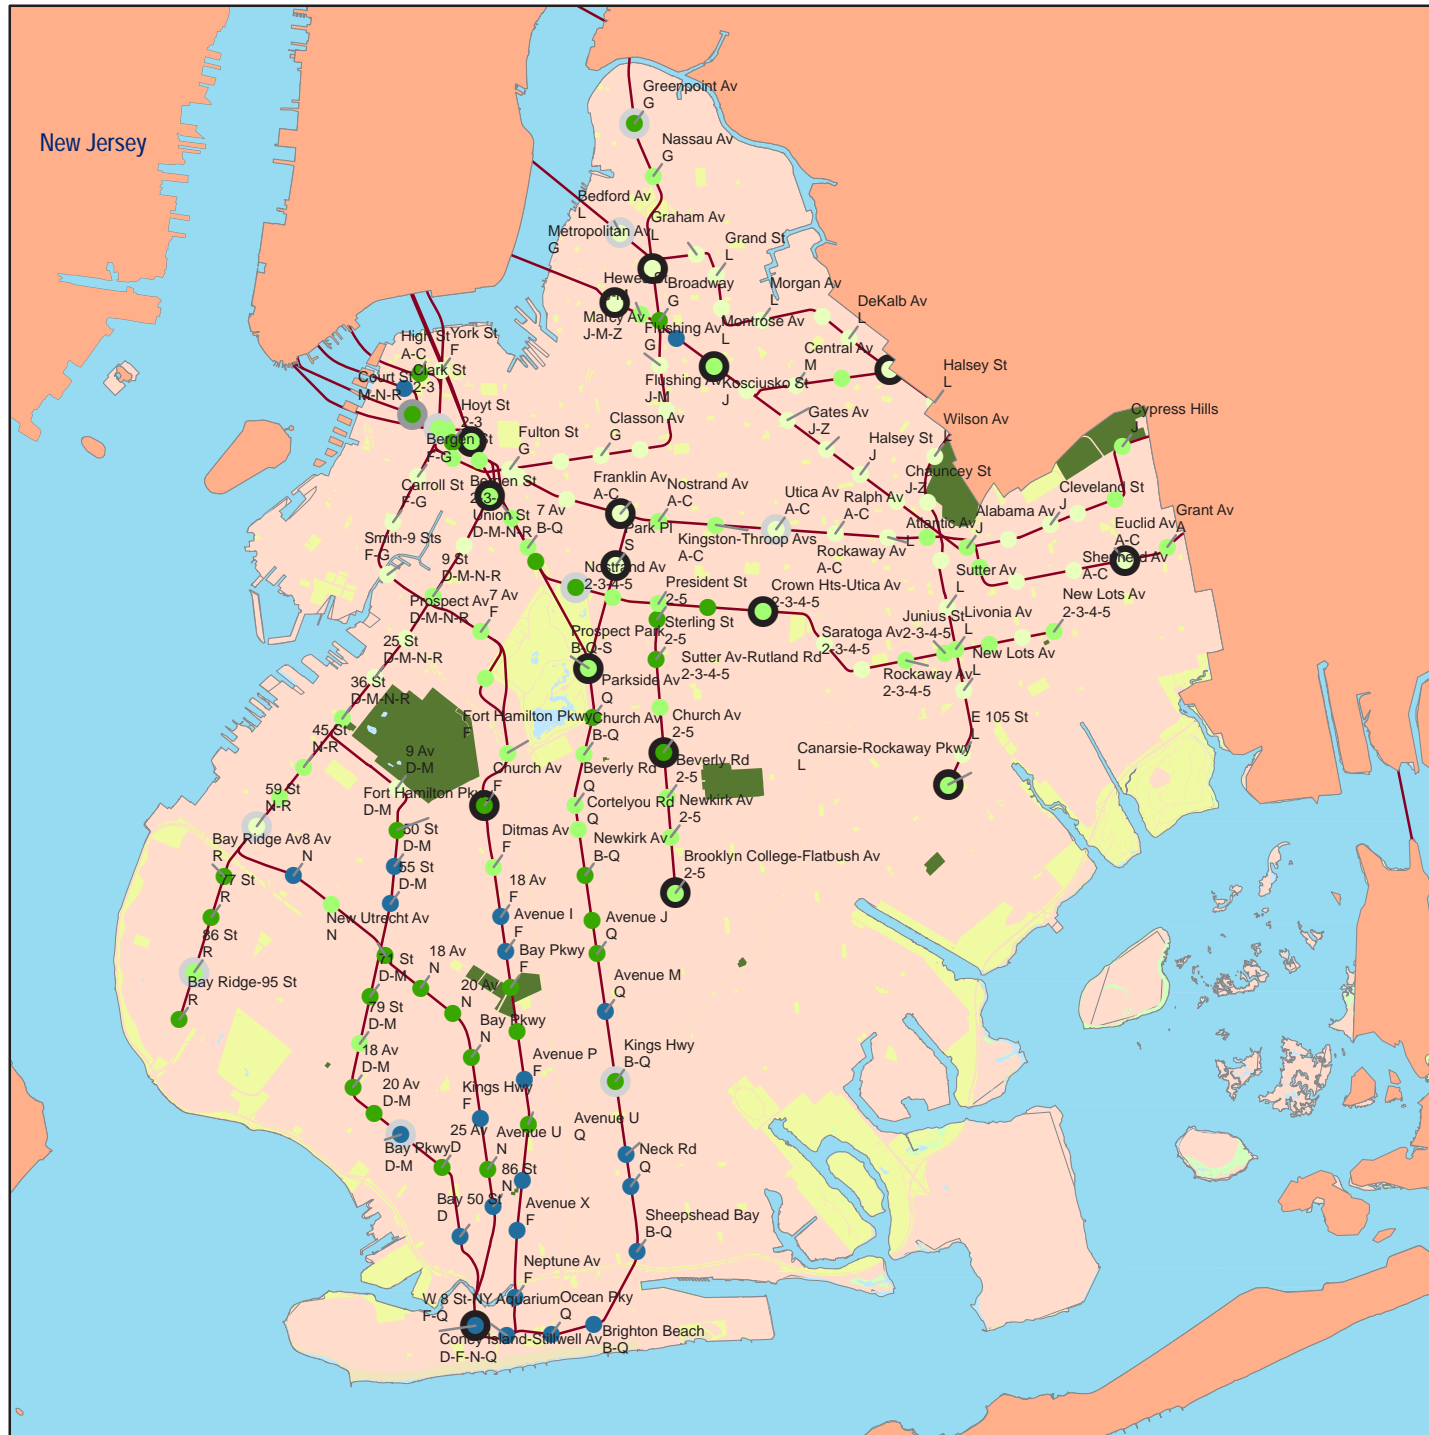 Greenpoint Av
G
New Jersey
Nassau Av
G
Bedford Av
L
Graham Av
L
Metropolitan Av
G
Grand St
L
Hewes St
J-M
Broadway
G
Morgan Av
L
DeKalb Av
L
Marcy Av
J-M-Z
Montrose Av
L
Flushing Av
G
High St
A-C
York St
F
Central Av
M
Halsey St
L
Clark St
2-3
Court St
M-N-R
Flushing Av
J-M
Kosciusko St
J
Hoyt St
2-3
Classon Av
G
Gates Av
J-Z
Wilson Av
L
Cypress Hills
J
Bergen St
F-G
Fulton St
G
Halsey St
J
Carroll St
F-G
Bergen St
2-3-
Franklin Av
A-C
Nostrand Av
A-C
Utica Av
A-C
Ralph Av
A-C
Chauncey St
J-Z
Cleveland St
J
Union St
D-M-N-R
7 Av
B-Q
Park Pl
S
Kingston-Throop Avs
A-C
Rockaway Av
A-C
Atlantic Av
L
Alabama Av
J
Euclid Av
A-C
Grant Av
A
Smith-9 Sts
F-G
9 St
D-M-N-R
Nostrand Av
2-3-4-5
President St
2-5
Crown Hts-Utica Av
2-3-4-5
Sutter Av
L
Shepherd Av
A-C
New Lots Av
2-3-4-5
Prospect Av
D-M-N-R
7 Av
F
Sterling St
2-5
Saratoga Av
2-3-4-5
Junius St
2-3-4-5
Livonia Av
L
25 St
D-M-N-R
Prospect Park
B-Q-S
Sutter Av-Rutland Rd
2-3-4-5
Rockaway Av
2-3-4-5
New Lots Av
L
36 St
D-M-N-R
Parkside Av
Q
45 St
N-R
Fort Hamilton Pkwy
F
Church Av
B-Q
Church Av
2-5
E 105 St
L
9 Av
D-M
Church Av
F
Beverly Rd
Q
Beverly Rd
2-5
Canarsie-Rockaway Pkwy
L
59 St
N-R
Fort Hamilton Pkwy
D-M
Cortelyou Rd
Q
Newkirk Av
2-5
Bay Ridge Av
R
8 Av
N
50 St
D-M
Ditmas Av
F
Newkirk Av
B-Q
Brooklyn College-Flatbush Av
2-5
77 St
R
55 St
D-M
18 Av
F
New Utrecht Av
N
Avenue I
F
Avenue J
Q
86 St
R
71 St
D-M
18 Av
N
Bay Pkwy
F
Bay Ridge-95 St
R
20 Av
N
Avenue M
Q
79 St
D-M
Bay Pkwy
N
18 Av
D-M
Avenue P
F
Kings Hwy
B-Q
20 Av
D-M
Kings Hwy
F
Avenue U
Q
Bay Pkwy
D-M
25 Av
D
Avenue U
N
Neck Rd
Q
86 St
N
Bay 50 St
D
Avenue X
F
Sheepshead Bay
B-Q
Neptune Av
F
W 8 St-NY Aquarium
F-Q
Ocean Pky
Q
Coney Island-Stillwell Av
D-F-N-Q
Brighton Beach
B-Q